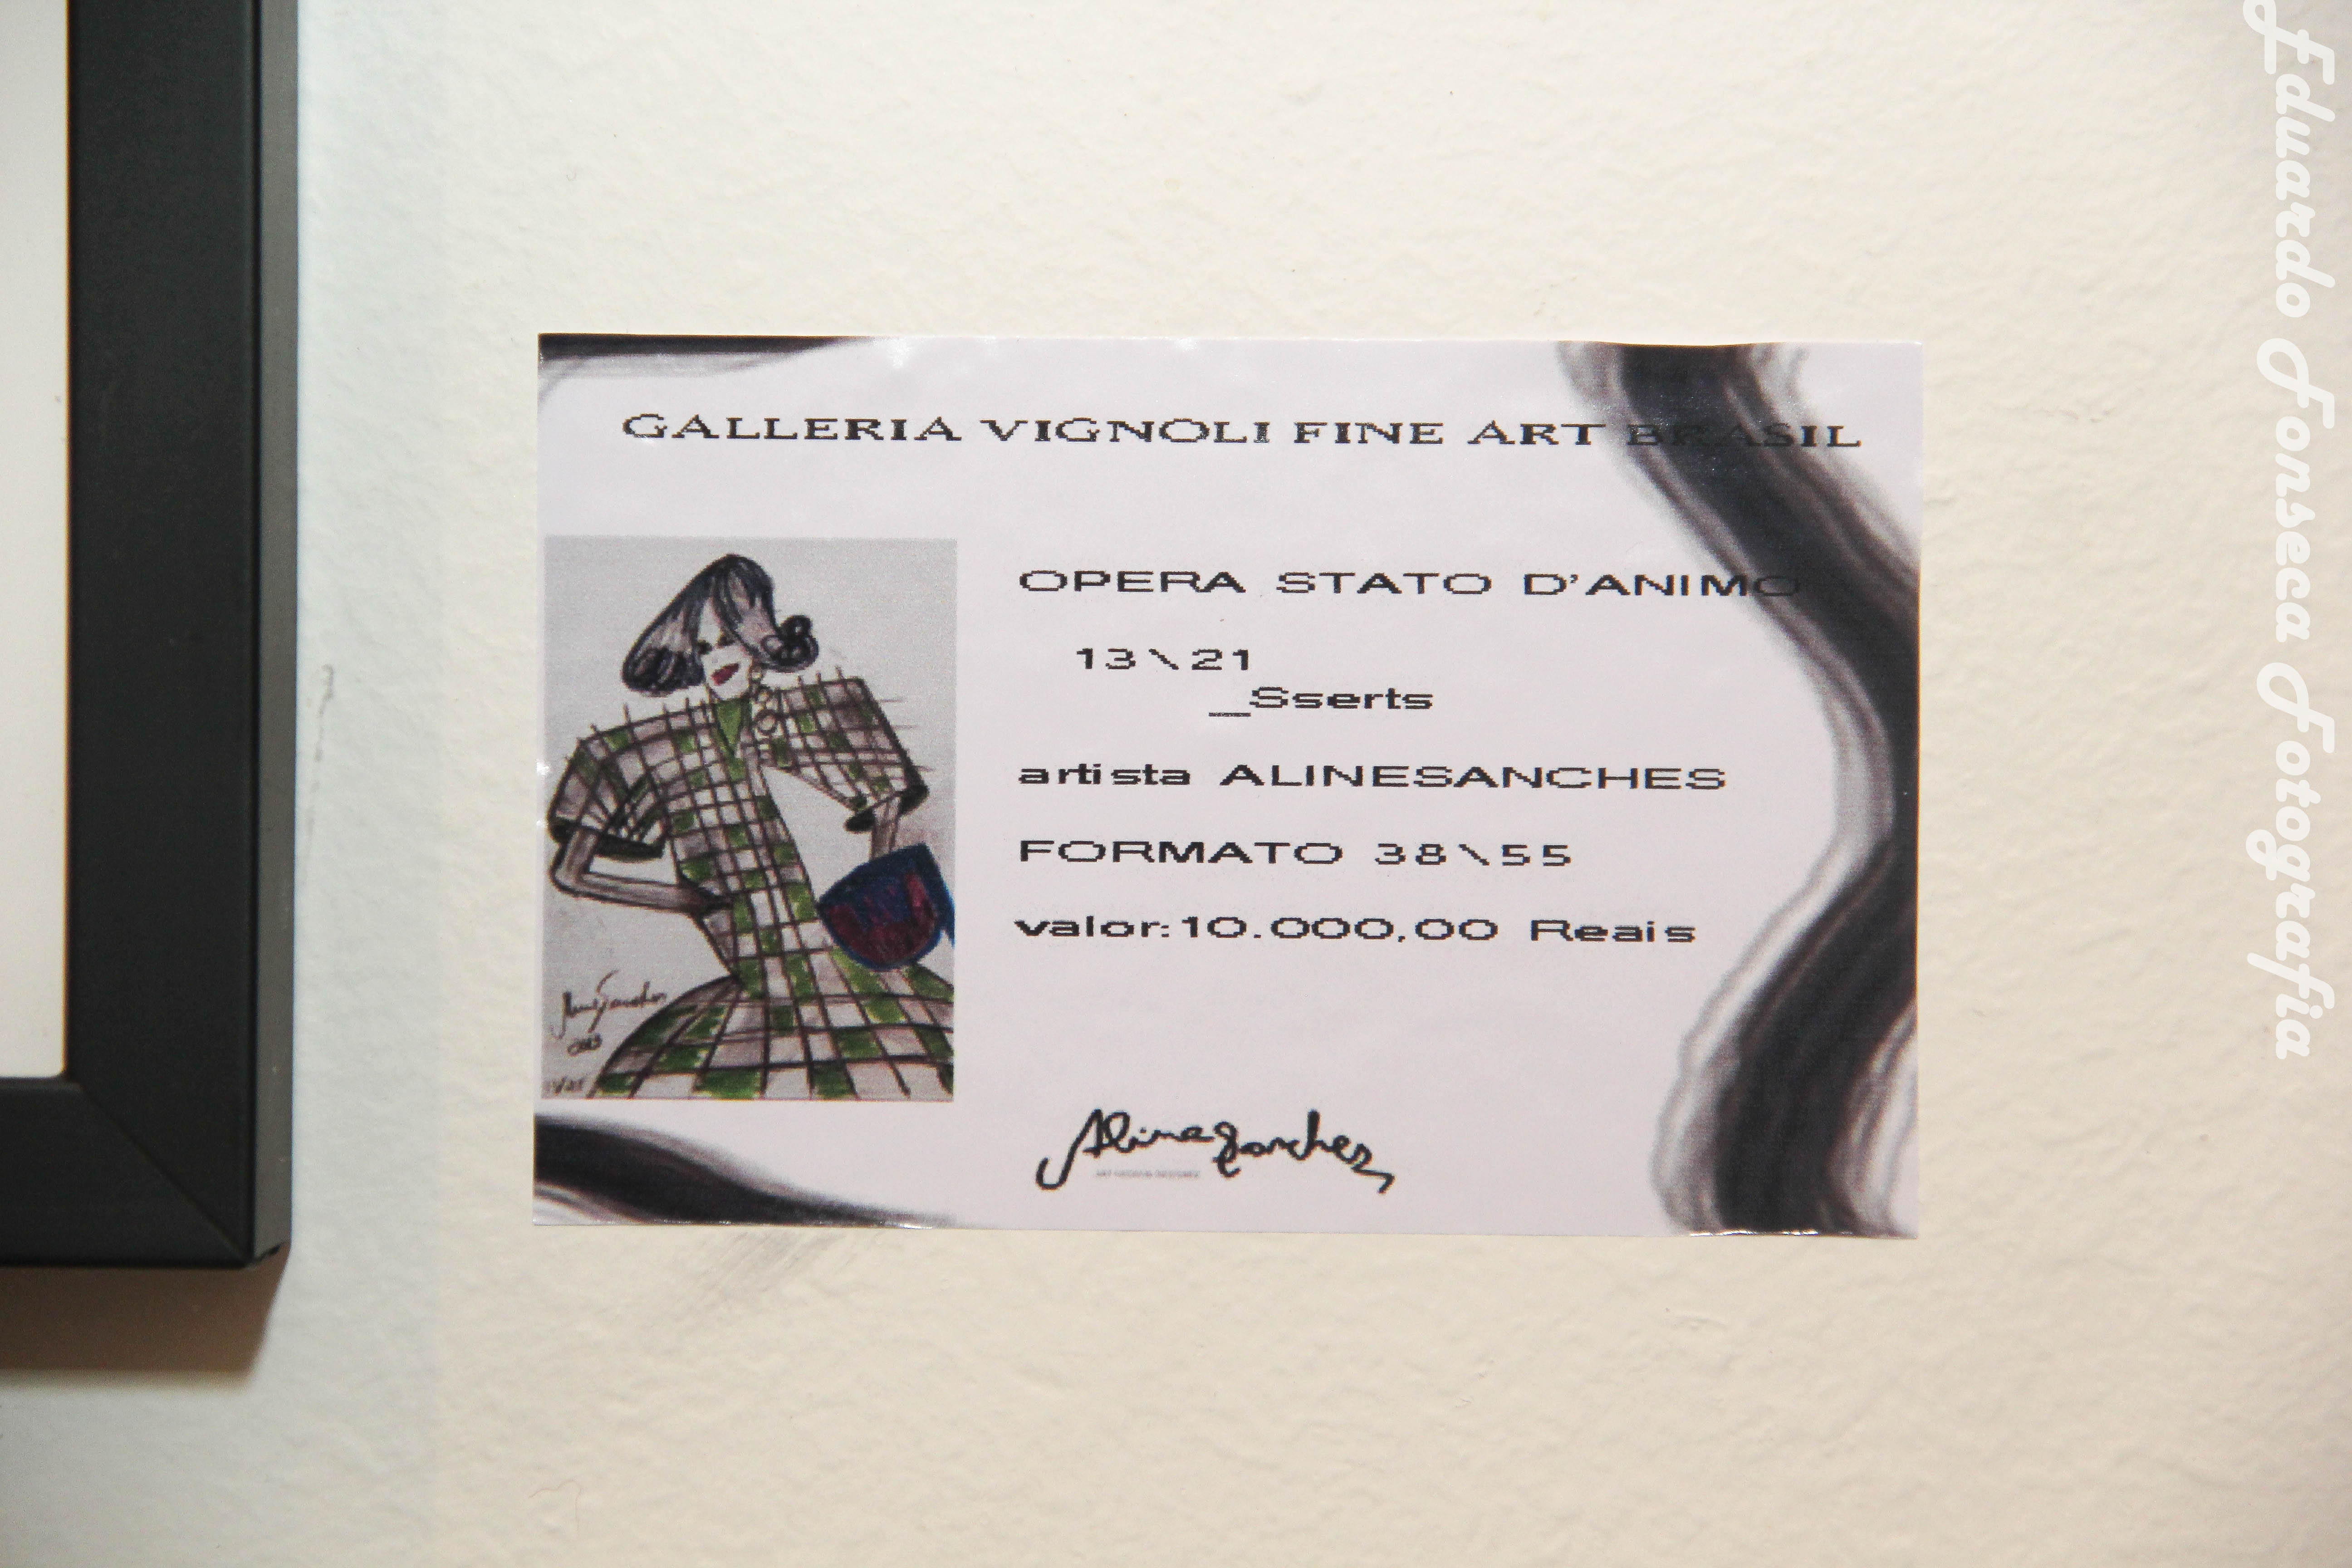 GALLERIA VIGNOLI FINE ART BRASIL
OPERA STATO D'ANIMO
13\21
_Sserts
artista ALINESANCHES
FORMATO 38\55
valor:10.000,00 Reais
AlineSanches
Eduardo Fonseca Fotografia